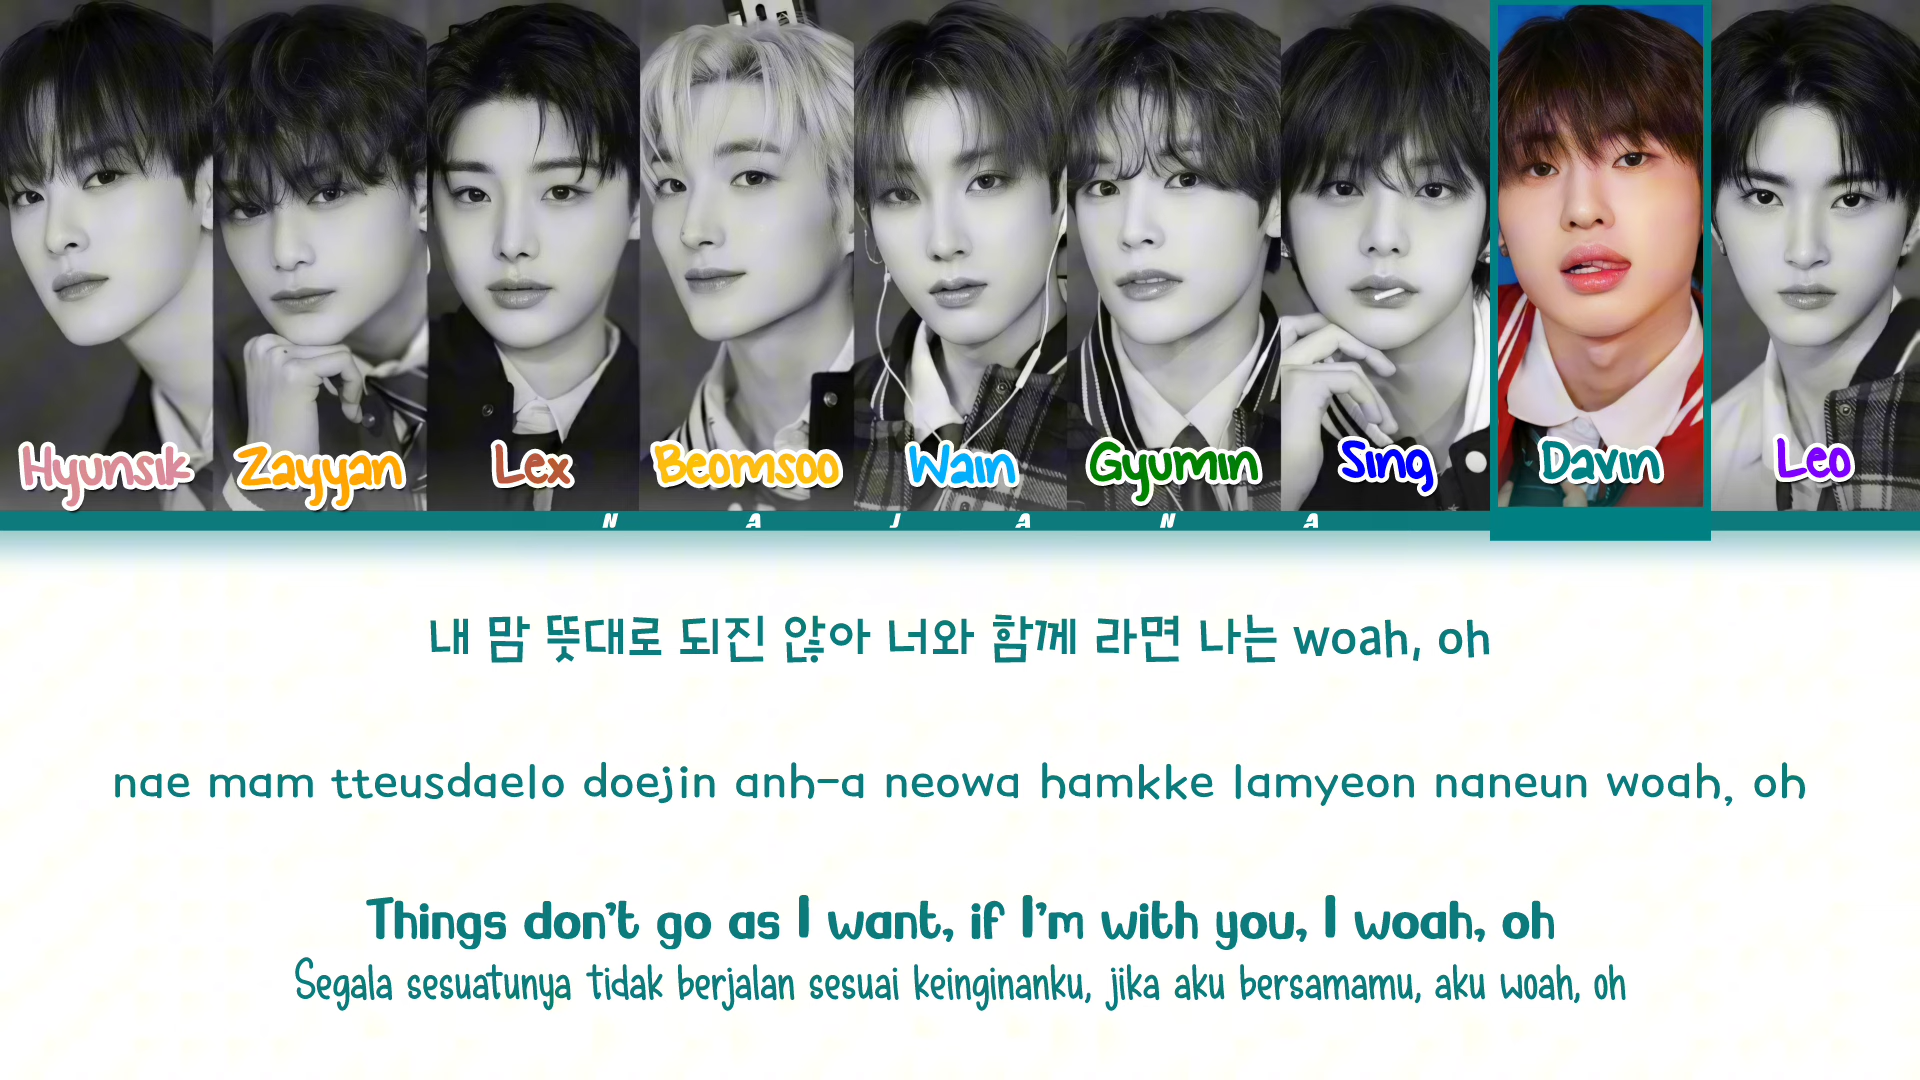 Hyunsik Zayyan Lex Beomsoo Wain Gyumin Sing Davin Leo
N A J A N A
내 맘 뜻대로 되진 않아 너와 함께 라면 나는 woah, oh
nae mam tteusdaelo doejin anh-a neowa hamkke lamyeon naneun woah, oh
Things don't go as I want, if I'm with you, I woah, oh
Segala sesuatunya tidak berjalan sesuai keinginanku, jika aku bersamamu, aku woah, oh